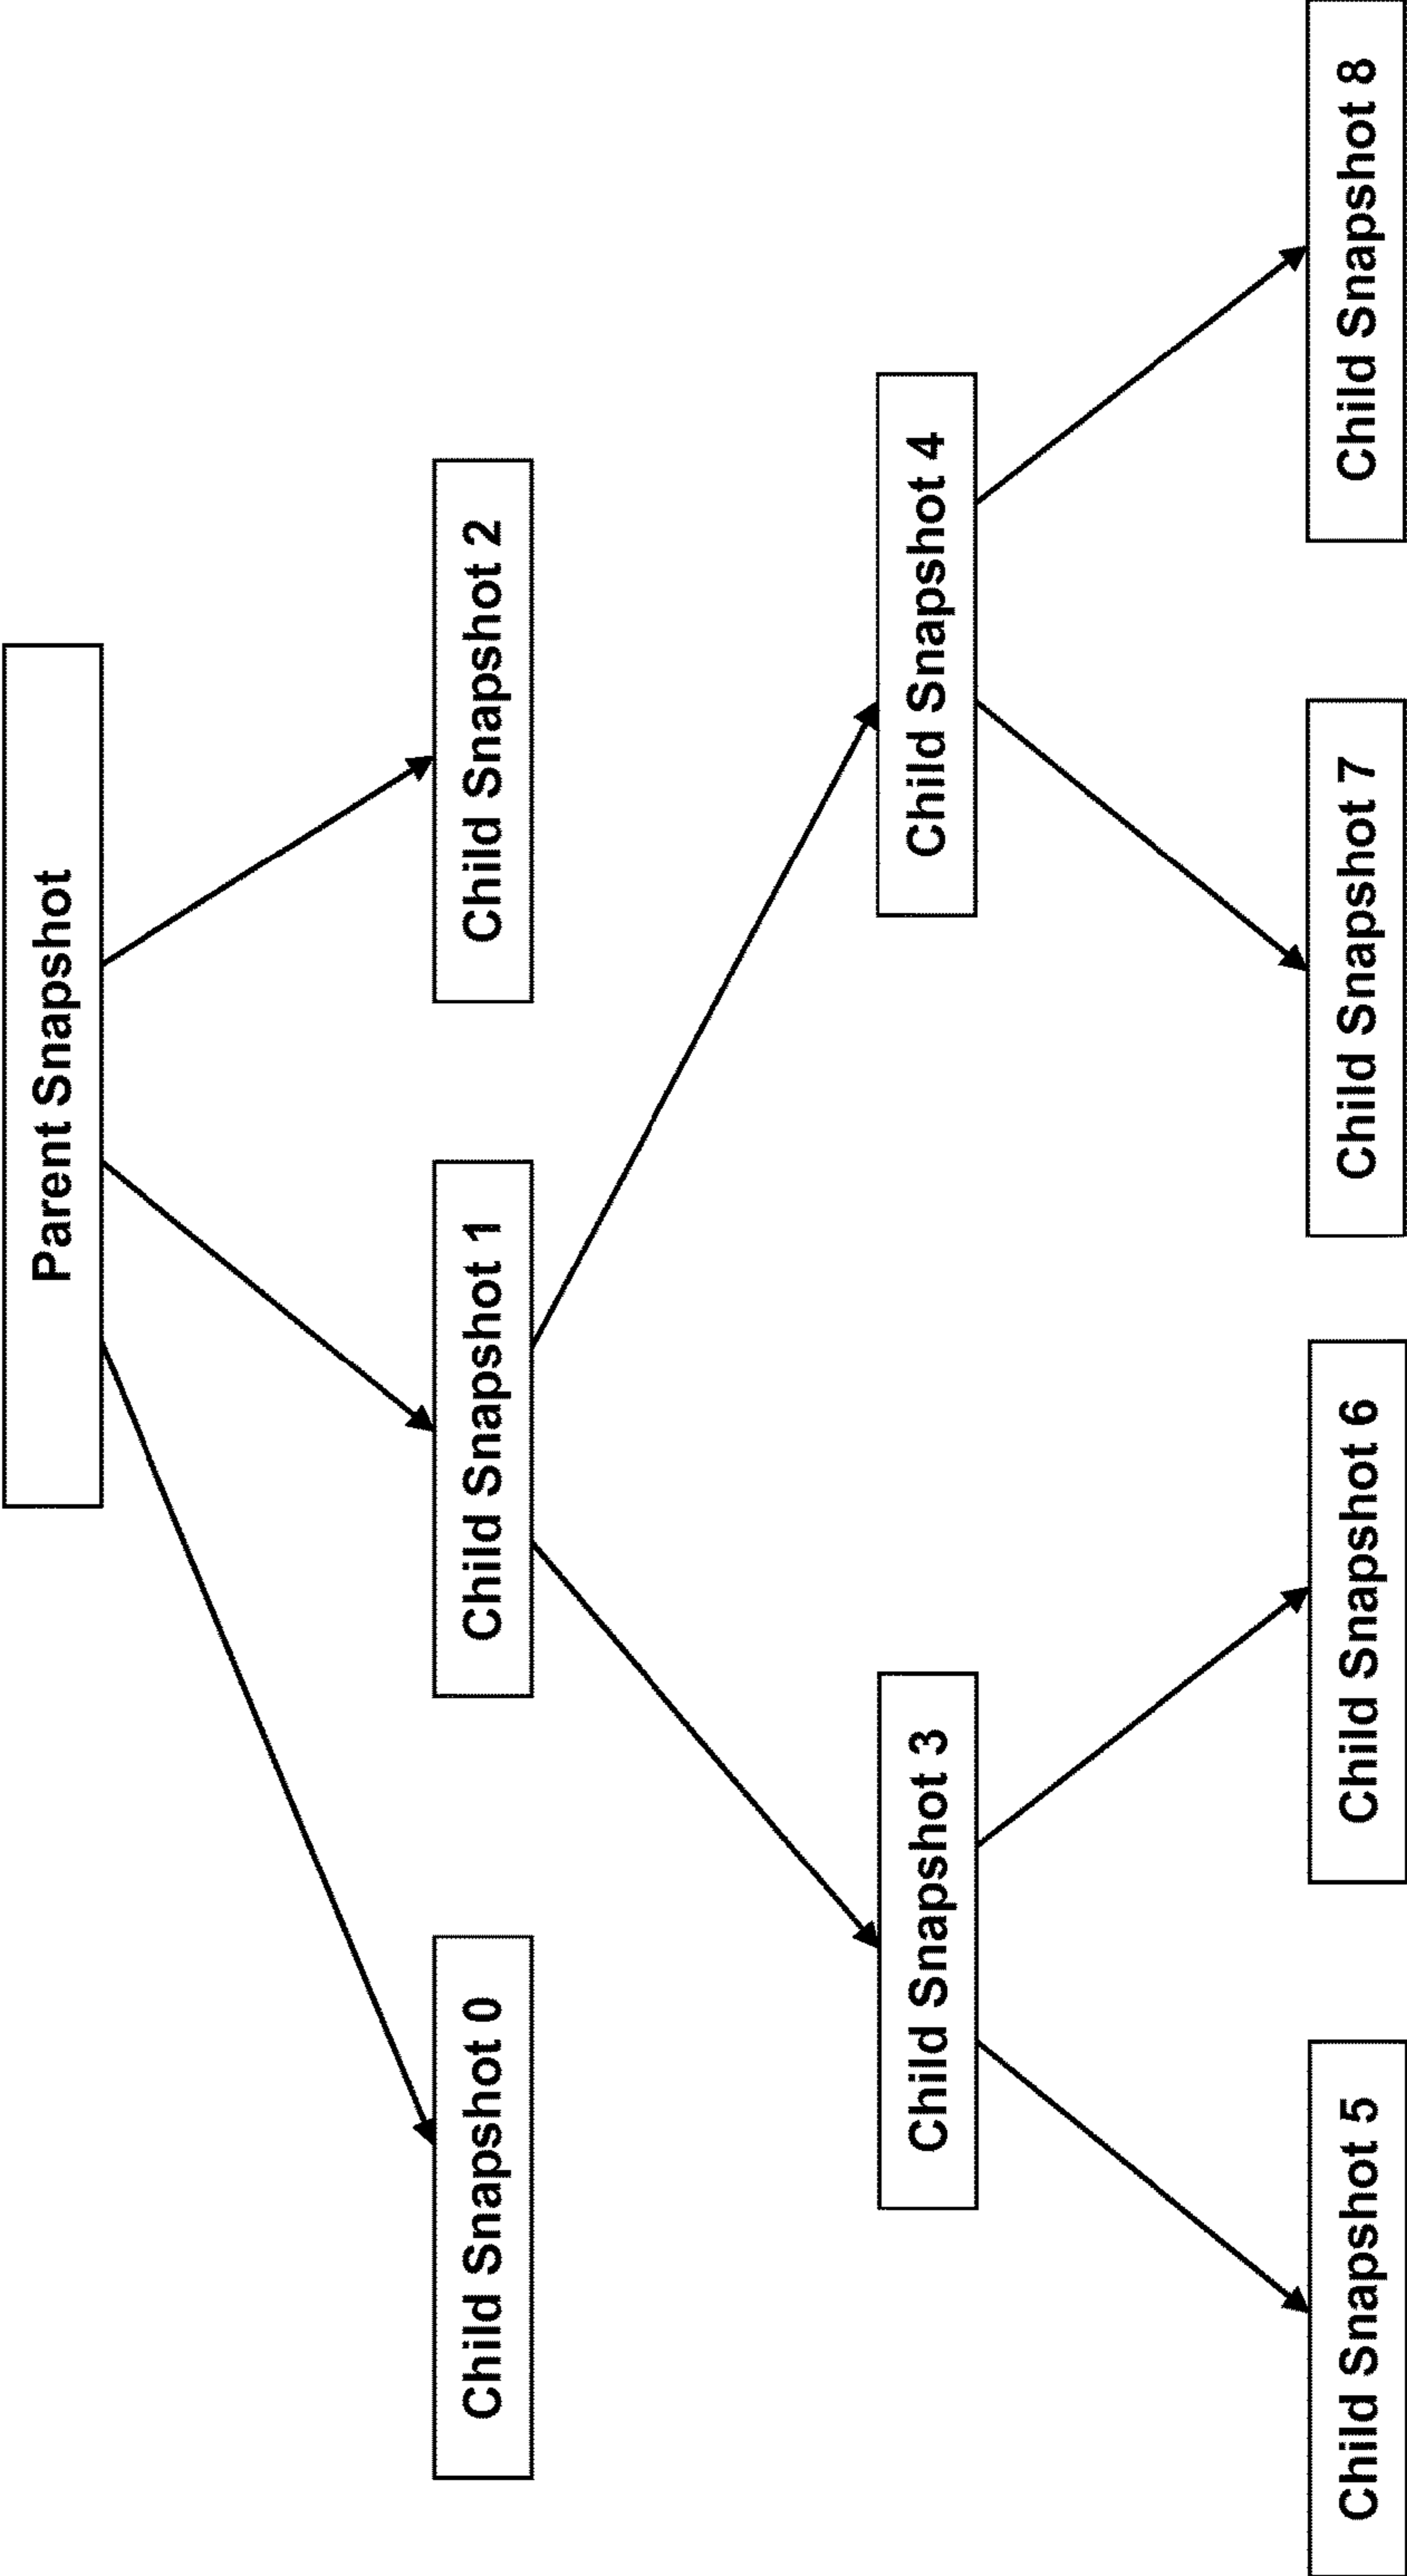 Parent Snapshot
Child Snapshot 0
Child Snapshot 1
Child Snapshot 2
Child Snapshot 3
Child Snapshot 4
Child Snapshot 5
Child Snapshot 6
Child Snapshot 7
Child Snapshot 8